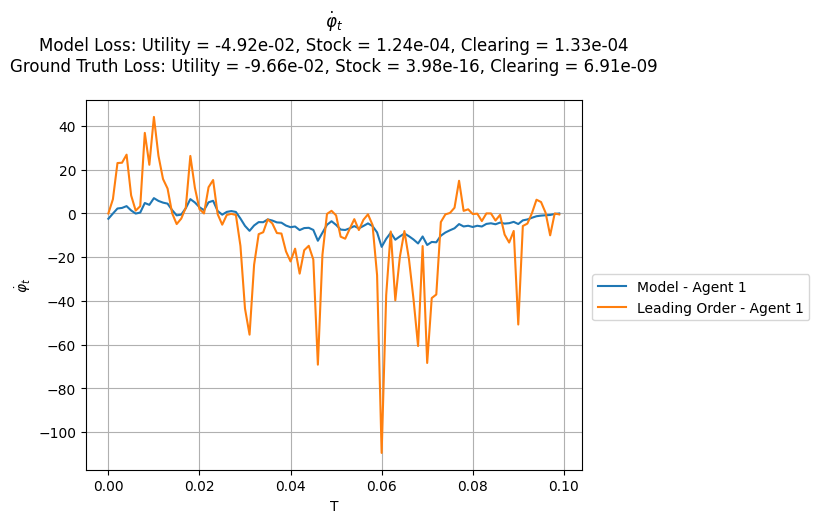 φ̇ₜ
Model Loss: Utility = -4.92e-02, Stock = 1.24e-04, Clearing = 1.33e-04
Ground Truth Loss: Utility = -9.66e-02, Stock = 3.98e-16, Clearing = 6.91e-09
40
20
0
−20
−40
−60
−80
−100
φ̇ₜ
0.00 0.02 0.04 0.06 0.08 0.10
T
Model - Agent 1
Leading Order - Agent 1